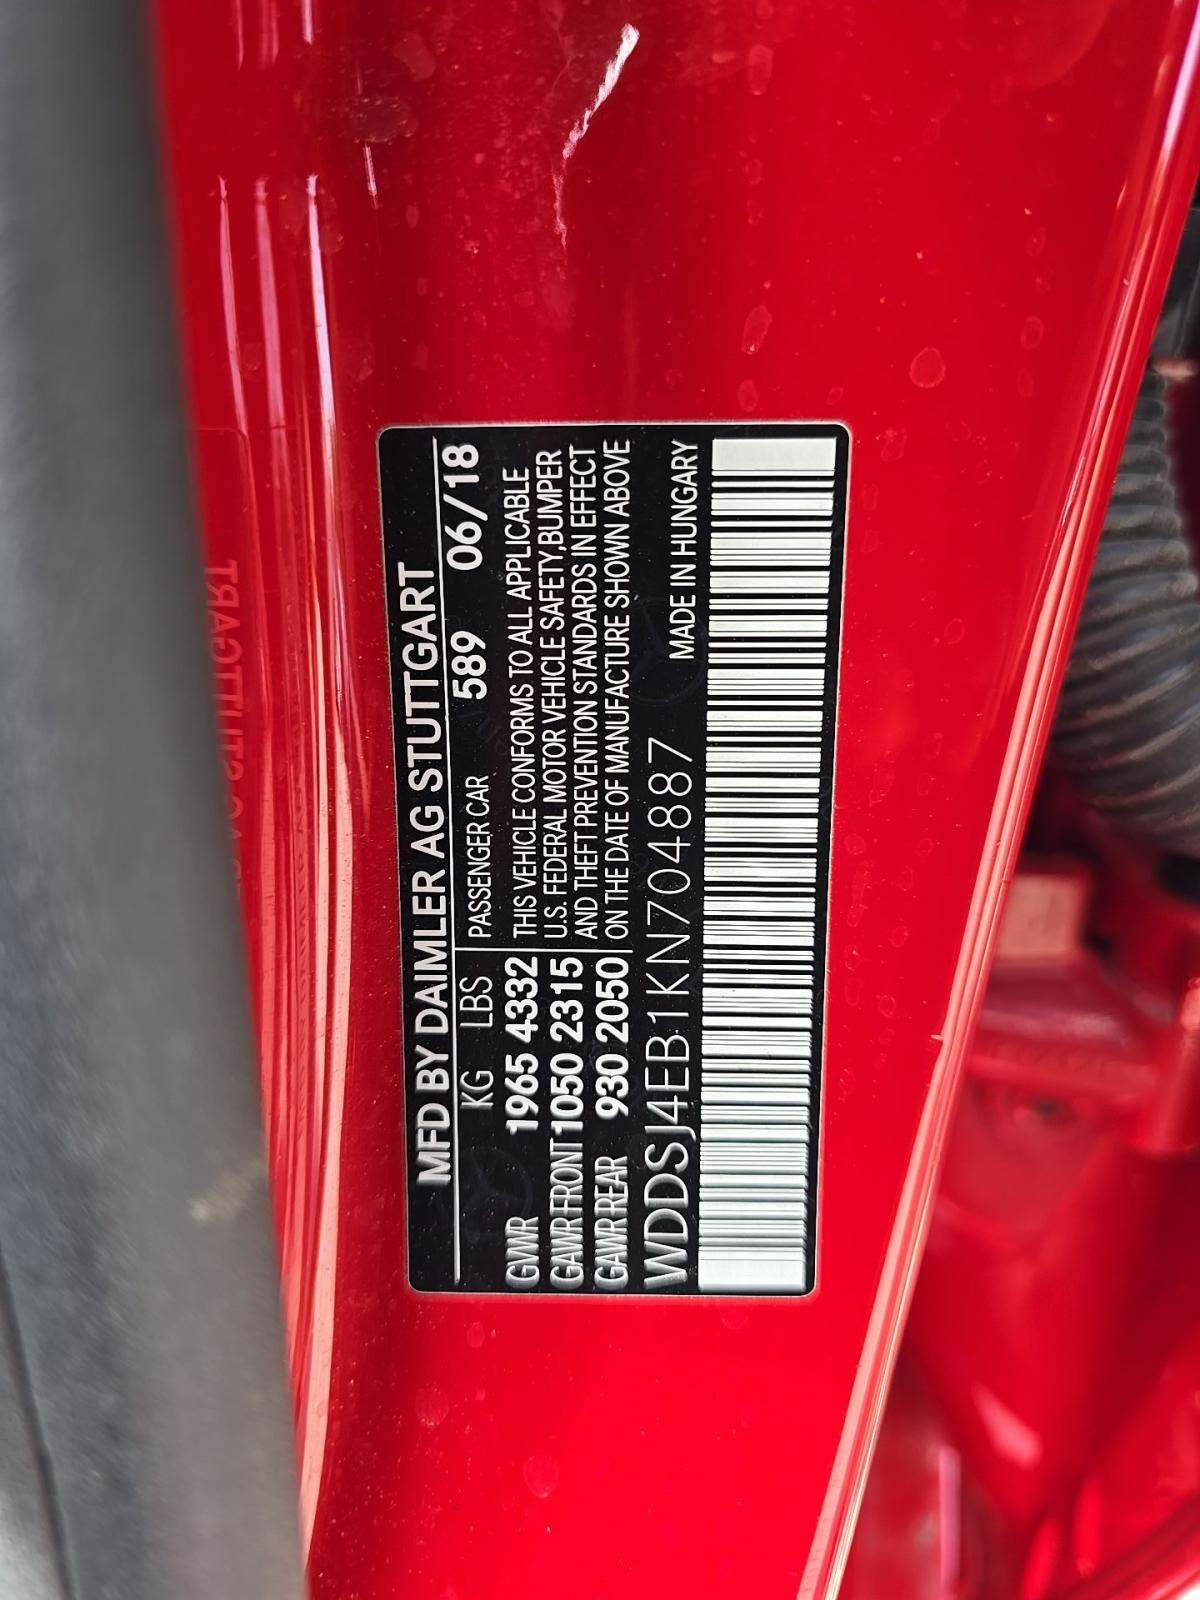 MFD BY DAIMLER AG STUTTGART
KG LBS PASSENGER CAR 589 06/18
GVWR 1965 4332 THIS VEHICLE CONFORMS TO ALL APPLICABLE
GAWR FRONT 1050 2315 U.S. FEDERAL MOTOR VEHICLE SAFETY,BUMPER
AND THEFT PREVENTION STANDARDS IN EFFECT
GAWR REAR 930 2050 ON THE DATE OF MANUFACTURE SHOWN ABOVE
WDDSJ4EB1KN704887 MADE IN HUNGARY